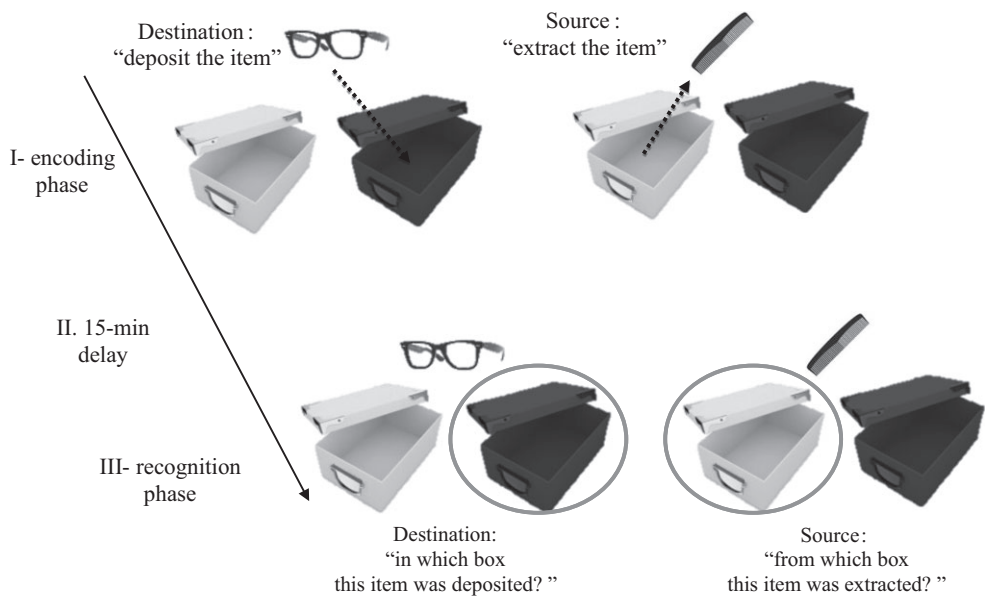 Destination:
“deposit the item”
Source:
“extract the item”
I- encoding
phase
II. 15-min
delay
III- recognition
phase
Destination:
“in which box
this item was deposited? ”
Source:
“from which box
this item was extracted? ”